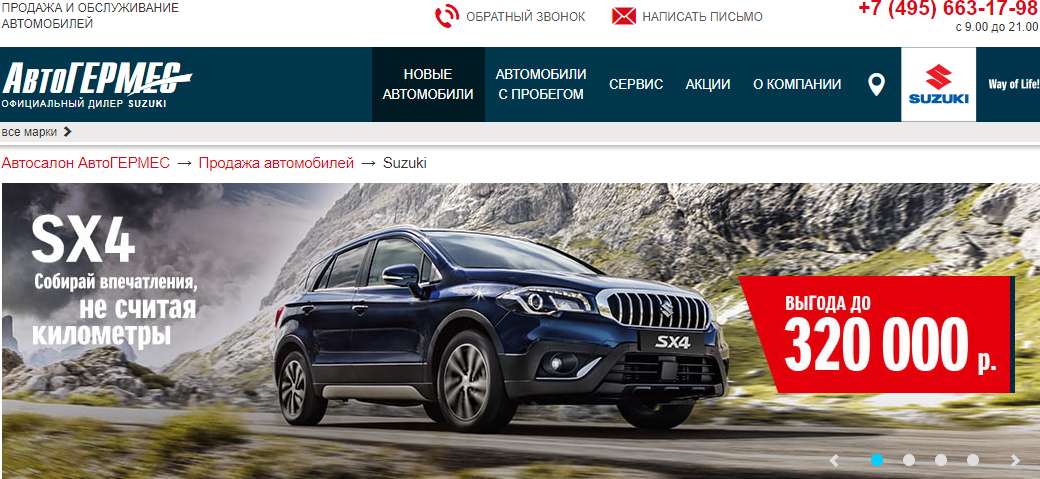 ПРОДАЖА И ОБСЛУЖИВАНИЕ
АВТОМОБИЛЕЙ
ОБРАТНЫЙ ЗВОНОК
НАПИСАТЬ ПИСЬМО
+7 (495) 663-17-98
с 9.00 до 21.00
АвтоГЕРМЕС
ОФИЦИАЛЬНЫЙ ДИЛЕР SUZUKI
НОВЫЕ
АВТОМОБИЛИ
АВТОМОБИЛИ
С ПРОБЕГОМ
СЕРВИС
АКЦИИ
О КОМПАНИИ
SUZUKI
Way of Life!
все марки
Автосалон АвтоГЕРМЕС → Продажа автомобилей → Suzuki
SX4
Собирай впечатления,
не считая
километры
SX4
ВЫГОДА ДО
320 000 р.